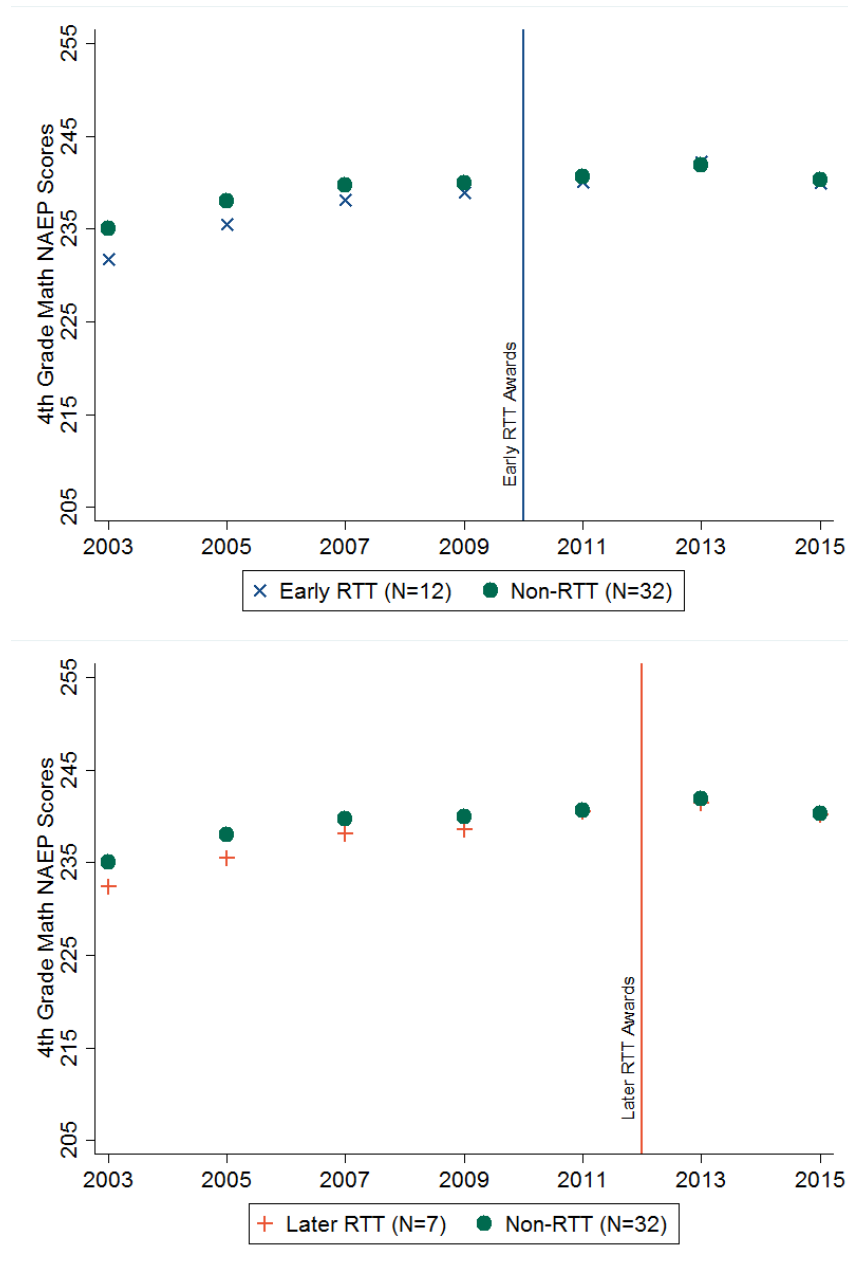 255
245
235
225
215
205
4th Grade Math NAEP Scores
Early RTT Awards
2003 2005 2007 2009 2011 2013 2015
× Early RTT (N=12) ● Non-RTT (N=32)
255
245
235
225
215
205
4th Grade Math NAEP Scores
Later RTT Awards
2003 2005 2007 2009 2011 2013 2015
+ Later RTT (N=7) ● Non-RTT (N=32)